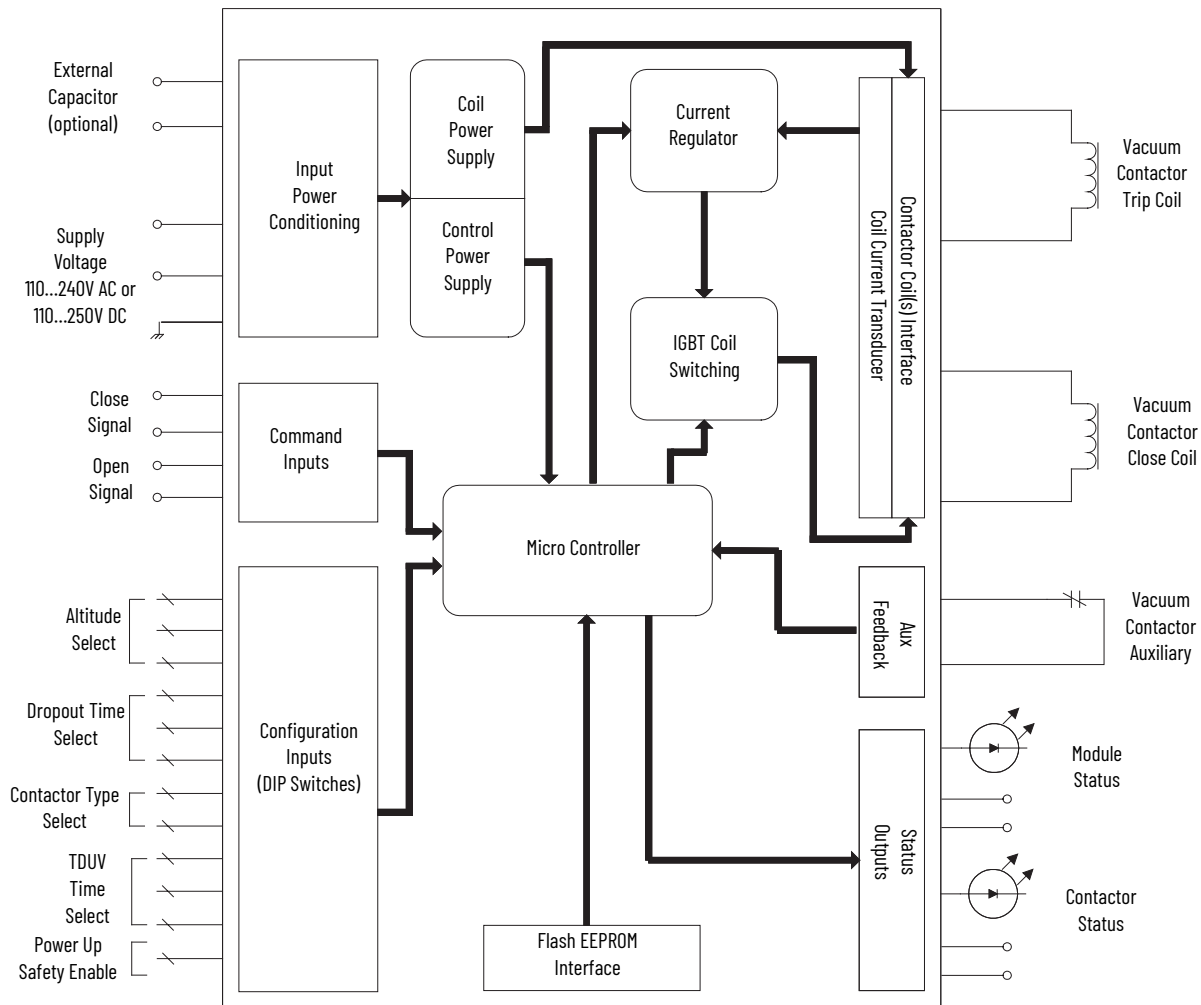 External
Capacitor
(optional)
Supply
Voltage
110...240V AC or
110...250V DC
Close
Signal
Open
Signal
Altitude
Select
Dropout Time
Select
Contactor Type
Select
TDUV
Time
Select
Power Up
Safety Enable
Input
Power
Conditioning
Coil
Power
Supply
Control
Power
Supply
Command
Inputs
Configuration
Inputs
(DIP Switches)
Current
Regulator
IGBT Coil
Switching
Micro Controller
Flash EEPROM
Interface
Contactor Coil(s) Interface
Coil Current Transducer
Aux
Feedback
Status
Outputs
Vacuum
Contactor
Trip Coil
Vacuum
Contactor
Close Coil
Vacuum
Contactor
Auxiliary
Module
Status
Contactor
Status